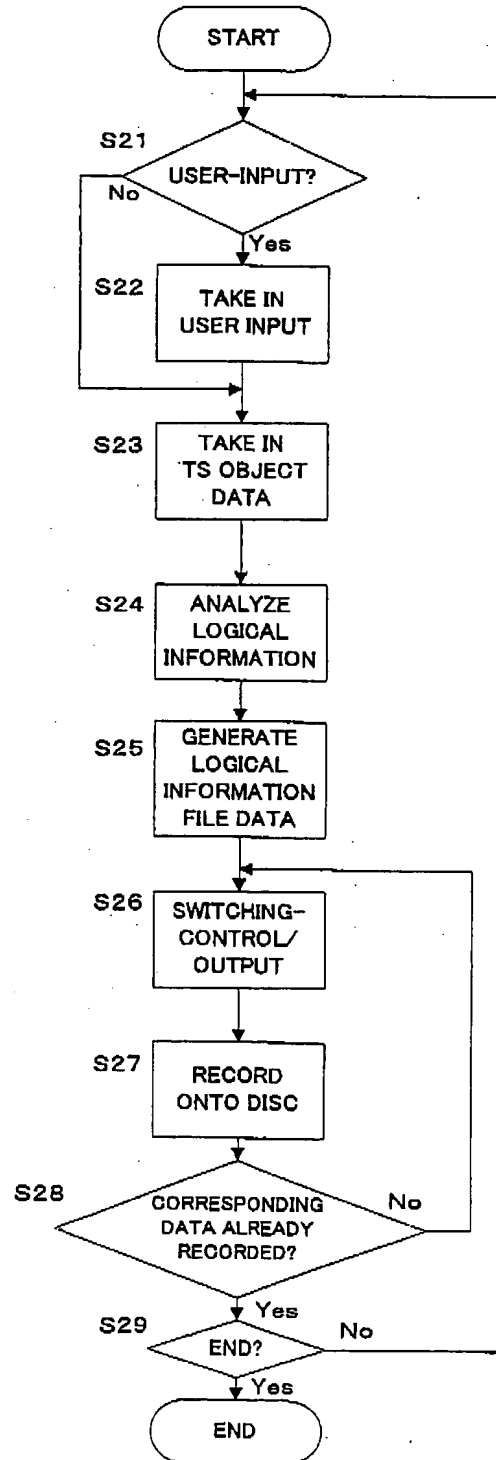 START
S21
USER-INPUT?
No
Yes
S22
TAKE IN
USER INPUT
S23
TAKE IN
TS OBJECT
DATA
S24
ANALYZE
LOGICAL
INFORMATION
S25
GENERATE
LOGICAL
INFORMATION
FILE DATA
S26
SWITCHING-
CONTROL/
OUTPUT
S27
RECORD
ONTO DISC
S28
CORRESPONDING
DATA ALREADY
RECORDED?
No
Yes
S29
END?
No
Yes
END